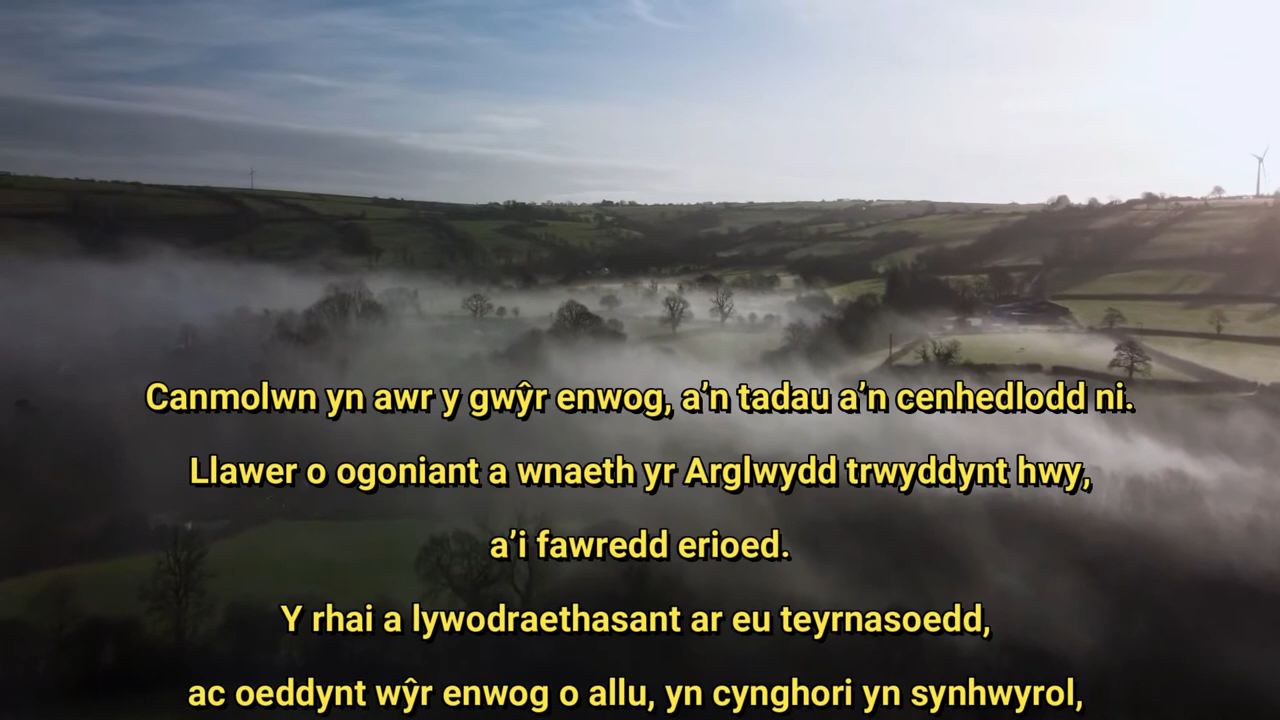 Canmolwn yn awr y gwŷr enwog, a’n tadau a’n cenhedlodd ni.
Llawer o ogoniant a wnaeth yr Arglwydd trwyddynt hwy,
a’i fawredd erioed.
Y rhai a lywodraethasant ar eu teyrnasoedd,
ac oeddynt wŷr enwog o allu, yn cynghori yn synhwyrol,